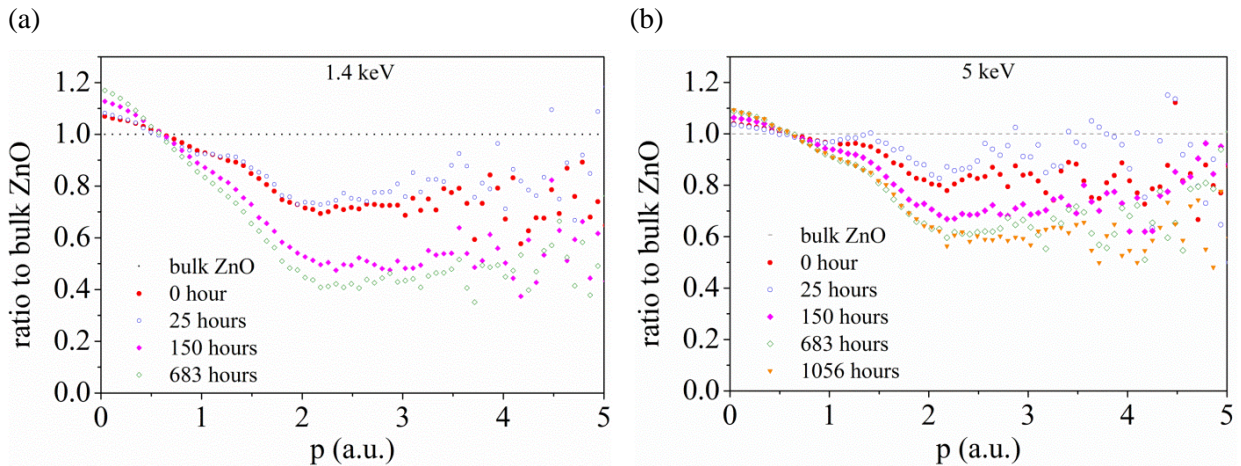 (a)
(b)
1.4 keV
ratio to bulk ZnO
1.2
1.0
0.8
0.6
0.4
0.2
0.0
bulk ZnO
0 hour
25 hours
150 hours
683 hours
0 1 2 3 4 5
p (a.u.)
5 keV
ratio to bulk ZnO
1.2
1.0
0.8
0.6
0.4
0.2
0.0
bulk ZnO
0 hour
25 hours
150 hours
683 hours
1056 hours
0 1 2 3 4 5
p (a.u.)